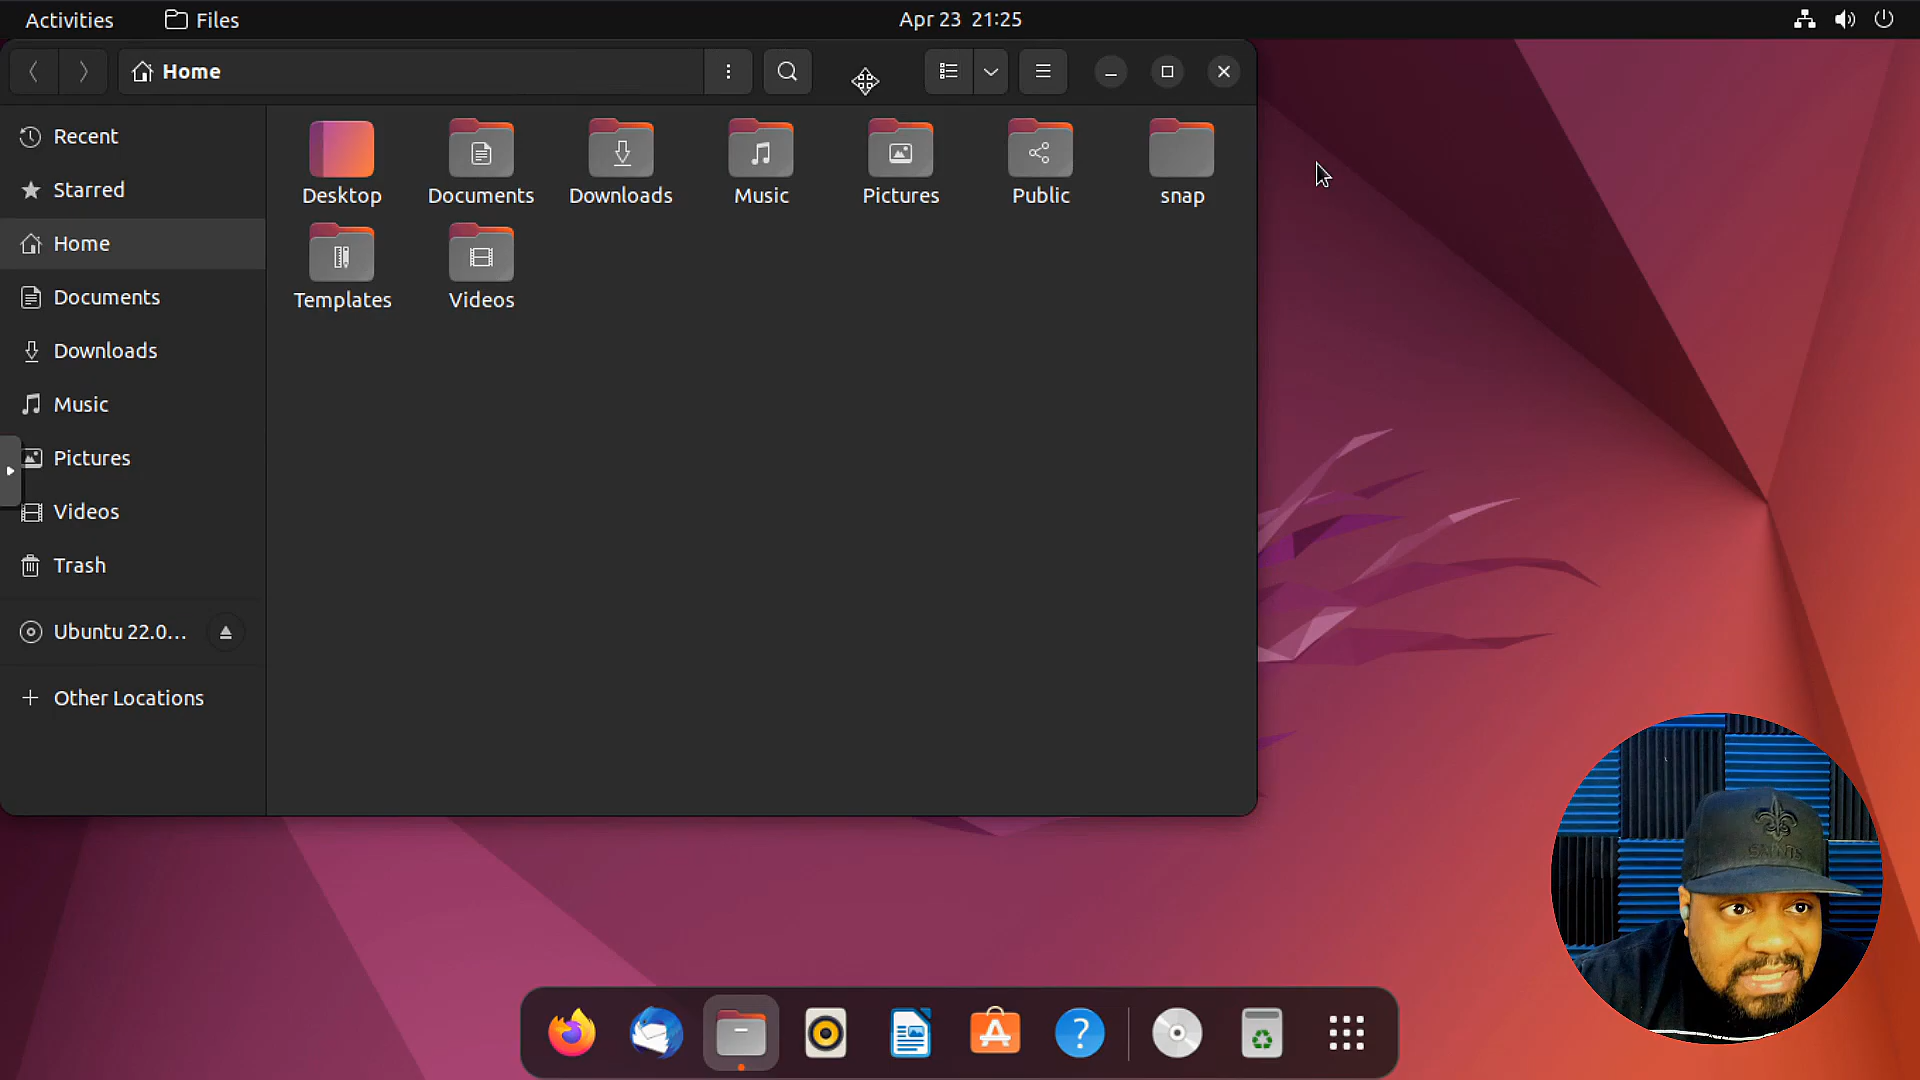 Activities
Files
Apr 23 21:25
Home
Recent
Starred
Home
Documents
Downloads
Music
Pictures
Videos
Trash
Ubuntu 22.0...
Other Locations
Desktop
Documents
Downloads
Music
Pictures
Public
snap
Templates
Videos
SAINTS